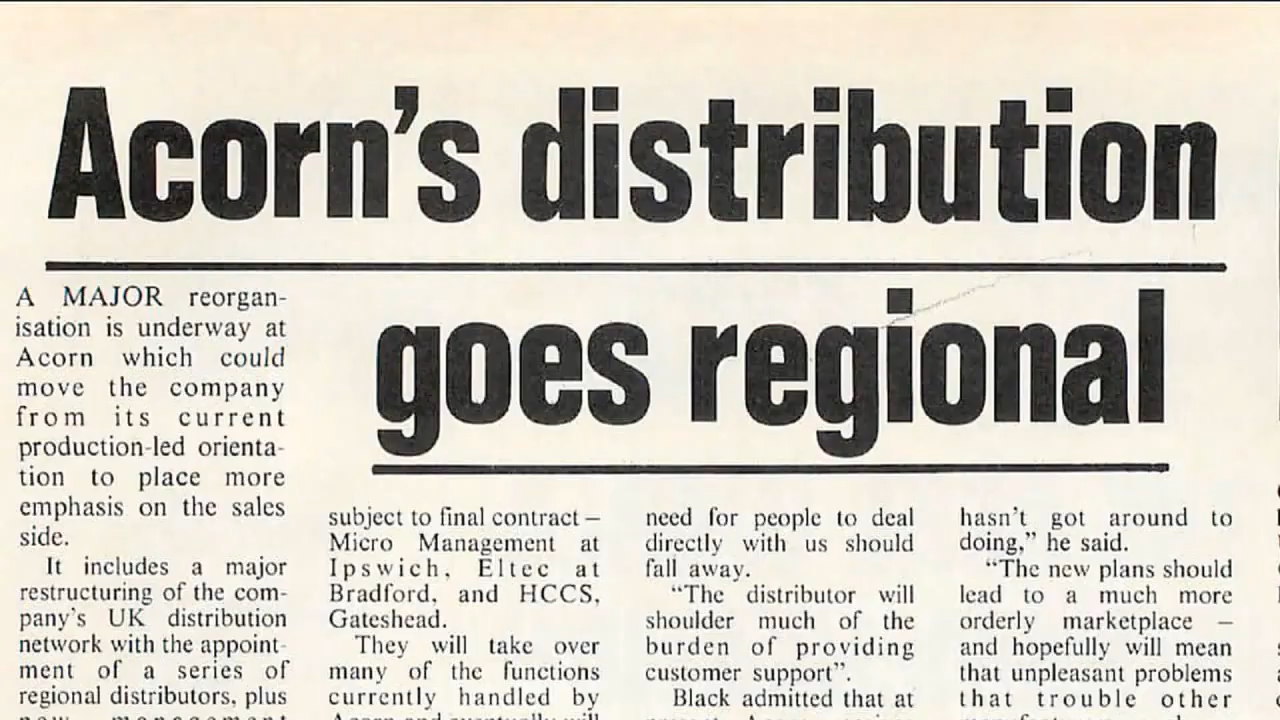 Acorn's distribution
goes regional
A MAJOR reorgan-
isation is underway at
Acorn which could
move the company
from its current
production-led orienta-
tion to place more
emphasis on the sales
side.
It includes a major
restructuring of the com-
pany's UK distribution
network with the appoint-
ment of a series of
regional distributors, plus
new management
subject to final contract –
Micro Management at
Ipswich, Eltec at
Bradford, and HCCS,
Gateshead.
They will take over
many of the functions
currently handled by
Acorn and eventually will
need for people to deal
directly with us should
fall away.
"The distributor will
shoulder much of the
burden of providing
customer support".
Black admitted that at
hasn't got around to
doing," he said.
"The new plans should
lead to a much more
orderly marketplace –
and hopefully will mean
that unpleasant problems
that trouble other